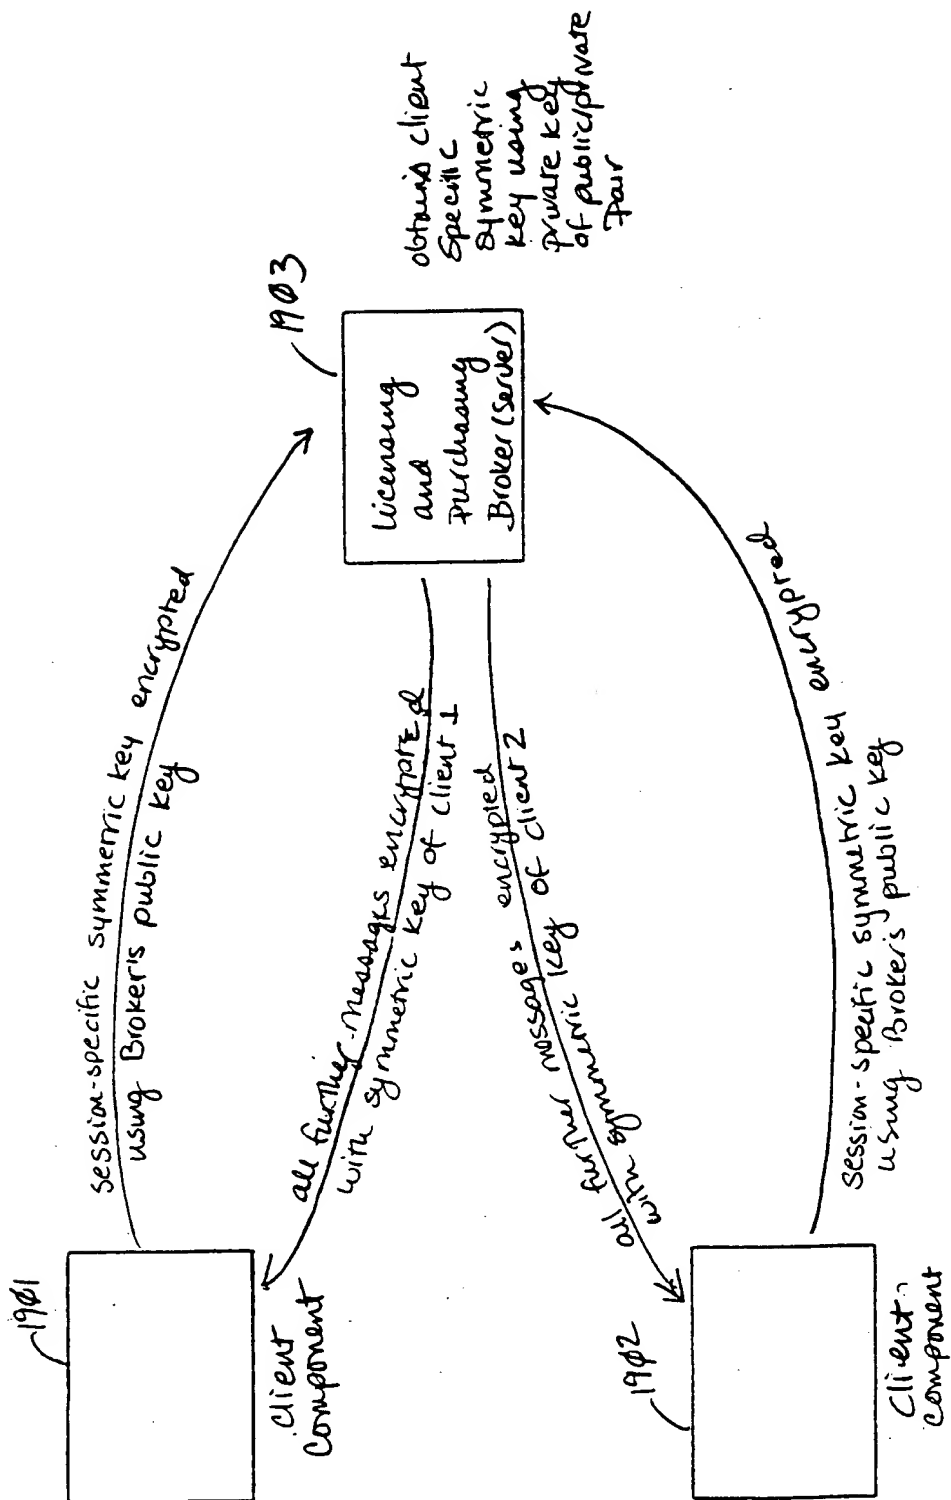 1901
client
component
session-specific symmetric key encrypted
using Broker's public key
all further messages encrypted
with symmetric key of client 1
1903
Licensing
and
Purchasing
Broker (Server)
obtains client
specific
symmetric
key using
private key
of public/private
pair
all further messages encrypted
with symmetric key of client 2
1902
Client
component
session-specific symmetric key encrypted
using Broker's public key